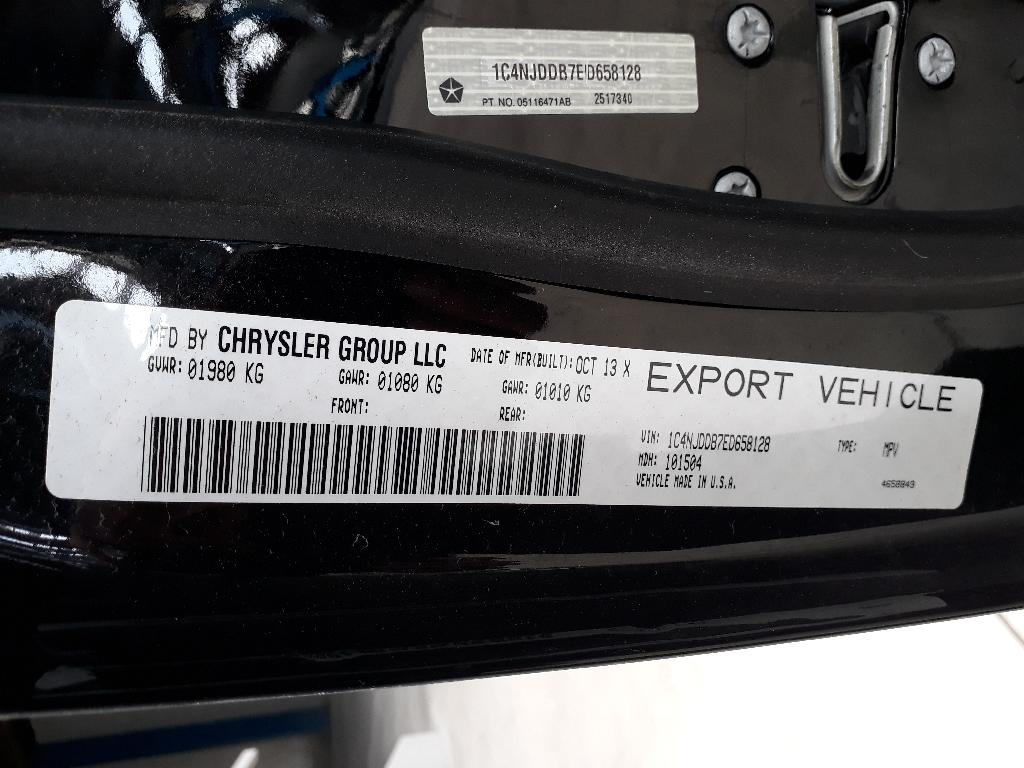 1C4NJDDB7ED658128
PT. NO. 05116471AB 2517340
MFD BY CHRYSLER GROUP LLC DATE OF MFR(BUILT): OCT 13 X
GVWR: 01980 KG GAWR: 01080 KG GAWR: 01010 KG EXPORT VEHICLE
FRONT: REAR:
VIN: 1C4NJDDB7ED658128 TYPE: MPV
MDH: 101504
VEHICLE MADE IN U.S.A. 4658849